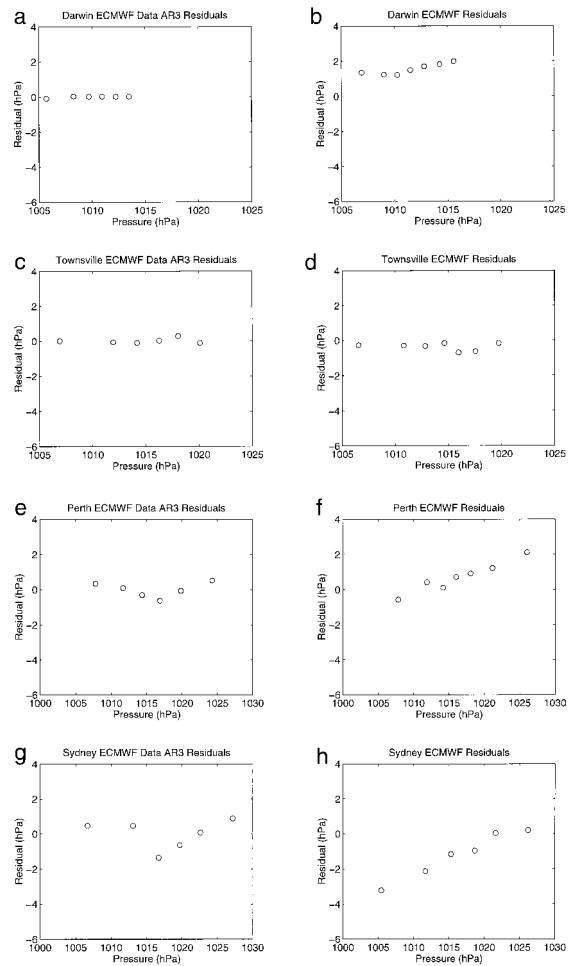 a
Darwin ECMWF Data AR3 Residuals
4
2
0
−2
−4
−6
Residual (hPa)
1005 1010 1015 1020 1025
Pressure (hPa)
b
Darwin ECMWF Residuals
4
2
0
−2
−4
−6
Residual (hPa)
1005 1010 1015 1020 1025
Pressure (hPa)
c
Townsville ECMWF Data AR3 Residuals
4
2
0
−2
−4
−6
Residual (hPa)
1005 1010 1015 1020 1025
Pressure (hPa)
d
Townsville ECMWF Residuals
4
2
0
−2
−4
−6
Residual (hPa)
1005 1010 1015 1020 1025
Pressure (hPa)
e
Perth ECMWF Data AR3 Residuals
4
2
0
−2
−4
−6
Residual (hPa)
1000 1005 1010 1015 1020 1025 1030
Pressure (hPa)
f
Perth ECMWF Residuals
4
2
0
−2
−4
−6
Residual (hPa)
1000 1005 1010 1015 1020 1025 1030
Pressure (hPa)
g
Sydney ECMWF Data AR3 Residuals
4
2
0
−2
−4
−6
Residual (hPa)
1000 1005 1010 1015 1020 1025 1030
Pressure (hPa)
h
Sydney ECMWF Residuals
4
2
0
−2
−4
−6
Residual (hPa)
1000 1005 1010 1015 1020 1025 1030
Pressure (hPa)